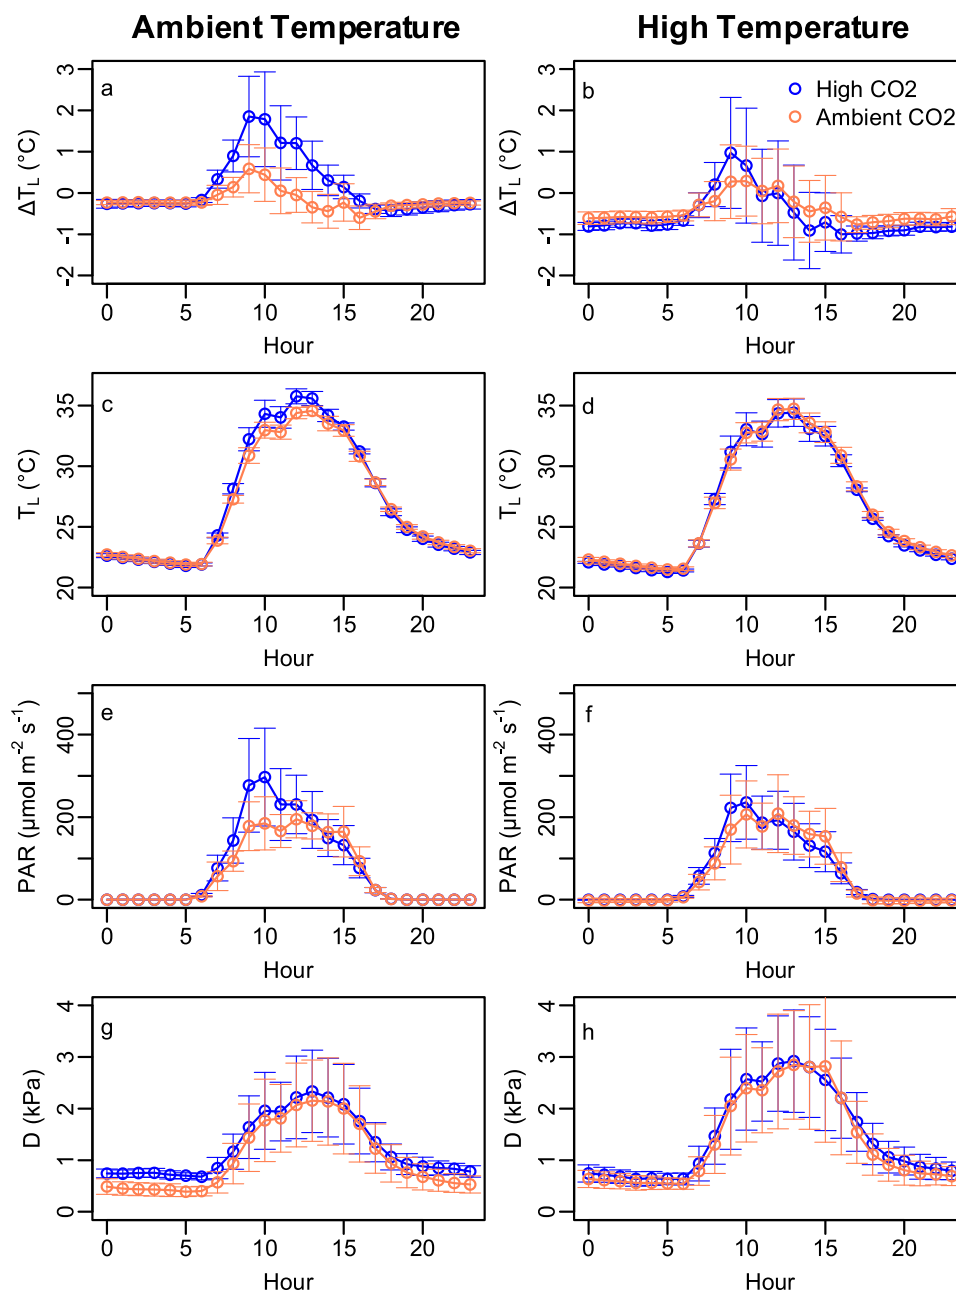 Ambient Temperature
High Temperature
a
3
2
1
0
-1
-2
ΔT_L (°C)
0 5 10 15 20
Hour
b
High CO2
Ambient CO2
3
2
1
0
-1
-2
ΔT_L (°C)
0 5 10 15 20
Hour
c
35
30
25
20
T_L (°C)
0 5 10 15 20
Hour
d
35
30
25
20
T_L (°C)
0 5 10 15 20
Hour
e
400
200
0
PAR (µmol m⁻² s⁻¹)
0 5 10 15 20
Hour
f
400
200
0
PAR (µmol m⁻² s⁻¹)
0 5 10 15 20
Hour
g
4
3
2
1
0
D (kPa)
0 5 10 15 20
Hour
h
4
3
2
1
0
D (kPa)
0 5 10 15 20
Hour